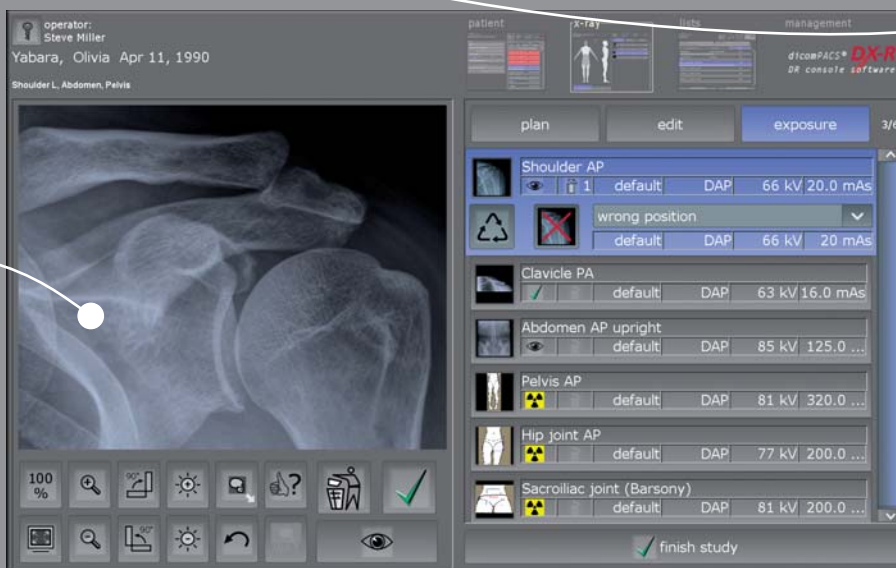 operator:
Steve Miller
Yabara, Olivia Apr 11, 1990
Shoulder L, Abdomen, Pelvis
patient
x-ray
lists
management
dicomPACS® DX-R
DR console software
plan
edit
exposure
3/6
Shoulder AP
1 default DAP 66 kV 20.0 mAs
wrong position
default DAP 66 kV 20 mAs
Clavicle PA
default DAP 63 kV 16.0 mAs
Abdomen AP upright
default DAP 85 kV 125.0 ...
Pelvis AP
default DAP 81 kV 320.0 ...
Hip joint AP
default DAP 77 kV 200.0 ...
Sacroiliac joint (Barsony)
default DAP 81 kV 200.0 ...
100
%
90°
?
90°
finish study